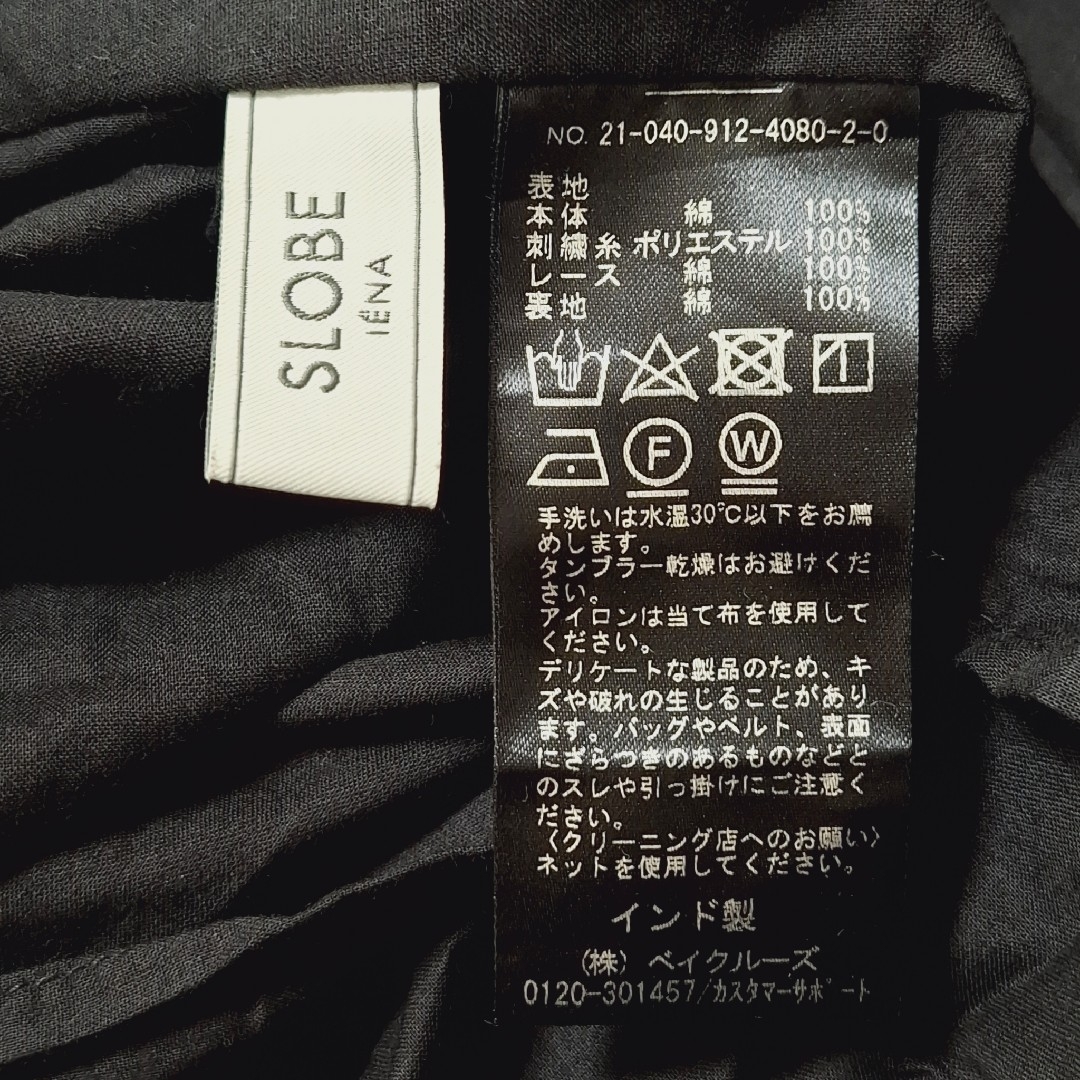 SLOBE
IÉNA
NO. 21-040-912-4080-2-0
表地
本体 綿 100%
刺繍糸 ポリエステル 100%
レース 綿 100%
裏地 綿 100%
F W
手洗いは水温30℃以下をお薦
めします。
タンブラー乾燥はお避けくだ
さい。
アイロンは当て布を使用して
ください。
デリケートな製品のため、キ
ズや破れの生じることがあり
ます。バッグやベルト、表面
にざらつきのあるものなどと
のスレや引っ掛けにご注意く
ださい。
〈クリーニング店へのお願い〉
ネットを使用してください。
インド製
(株) ベイクルーズ
0120-301457/カスタマーサポート